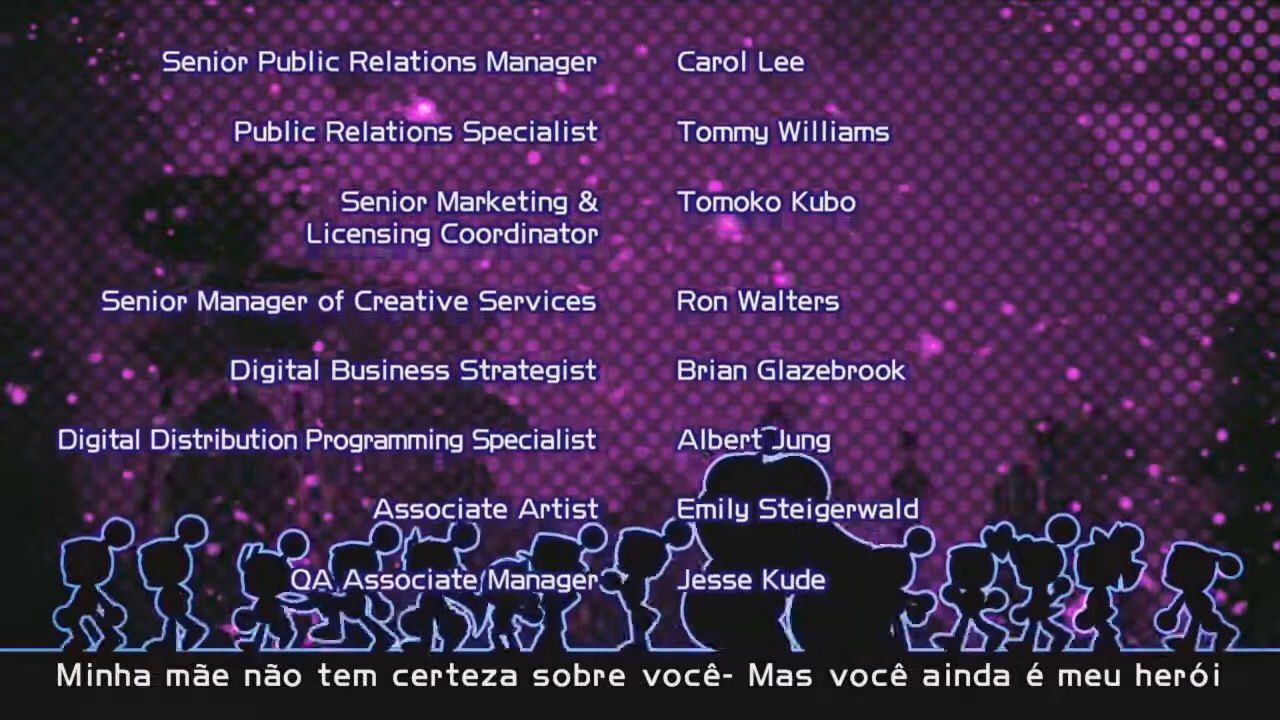 Senior Public Relations Manager Carol Lee
Public Relations Specialist Tommy Williams
Senior Marketing & Tomoko Kubo
Licensing Coordinator
Senior Manager of Creative Services Ron Walters
Digital Business Strategist Brian Glazebrook
Digital Distribution Programming Specialist Albert Jung
Associate Artist Emily Steigerwald
QA Associate Manager Jesse Kude
Minha mãe não tem certeza sobre você- Mas você ainda é meu herói